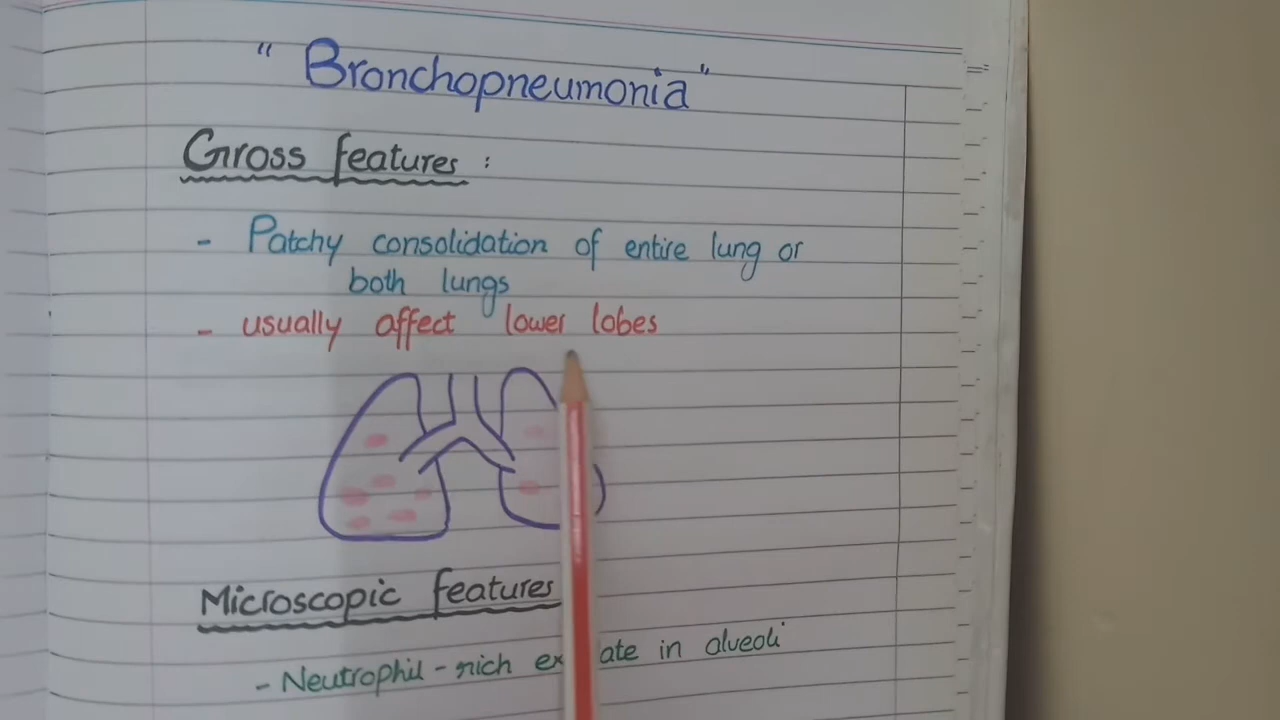 " Bronchopneumonia "
Gross features :
- Patchy consolidation of entire lung or
both lungs
- usually affect lower lobes
Microscopic features
- Neutrophil - rich in alveoli